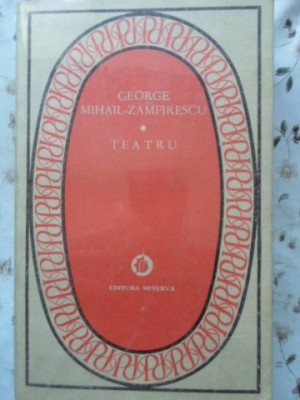 GEORGE
MIHAIL-ZAMFIRESCU
TEATRU
EDITURA MINERVA